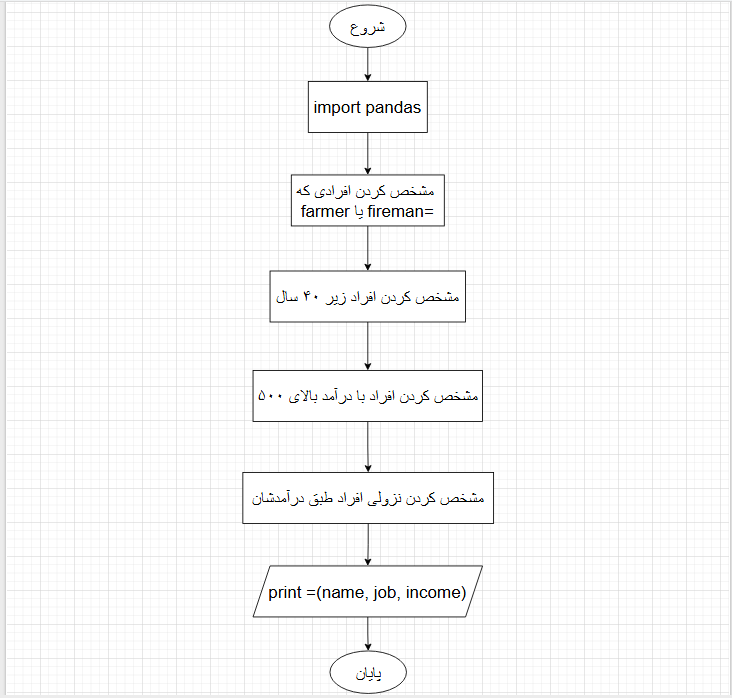 شروع
import pandas
مشخص کردن افرادی که
farmer یا fireman=
مشخص کردن افراد زیر ۴۰ سال
مشخص کردن افراد با درآمد بالای ۵۰۰
مشخص کردن نزولی افراد طبق درآمدشان
print =(name, job, income)
پایان